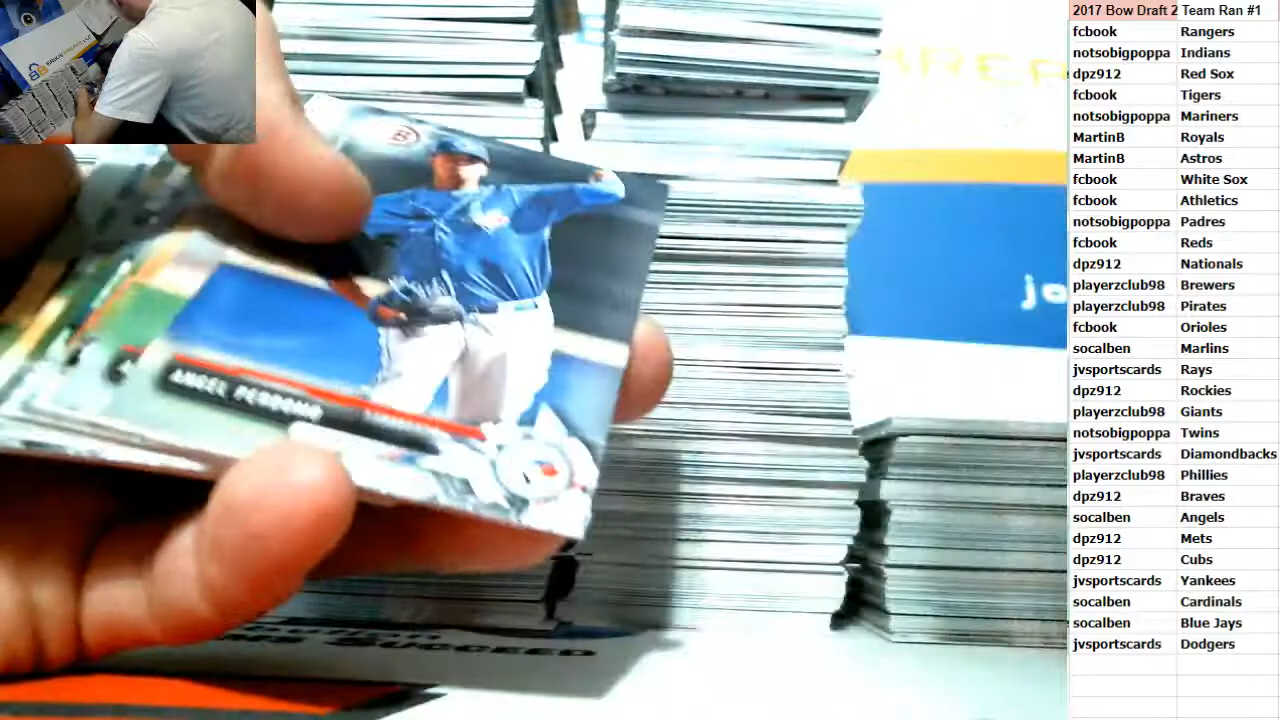 2017 Bow Draft 2 Team Ran #1
fcbook Rangers
notsobigpoppa Indians
dpz912 Red Sox
fcbook Tigers
notsobigpoppa Mariners
MartinB Royals
MartinB Astros
fcbook White Sox
fcbook Athletics
notsobigpoppa Padres
fcbook Reds
dpz912 Nationals
playerzclub98 Brewers
playerzclub98 Pirates
fcbook Orioles
socalben Marlins
jvsportscards Rays
dpz912 Rockies
playerzclub98 Giants
notsobigpoppa Twins
jvsportscards Diamondbacks
playerzclub98 Phillies
dpz912 Braves
socalben Angels
dpz912 Mets
dpz912 Cubs
jvsportscards Yankees
socalben Cardinals
socalben Blue Jays
jvsportscards Dodgers
ANGEL PERDOMO
jo
SUCCEED